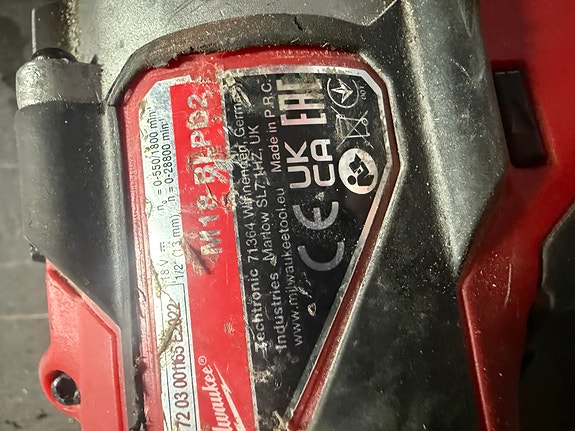 72 03 001165 E 2022
18 V
1/2" (13 mm)
n₀ = 0-550/1800 min⁻¹
n = 0-28800 min⁻¹
Milwaukee®
M18 BLPD2
Techtronic 71364 Winnenden, Germany
Industries Marlow SL7 1HZ, UK
www.milwaukeetool.eu Made in P.R.C.
CE
UK
CA
EAC